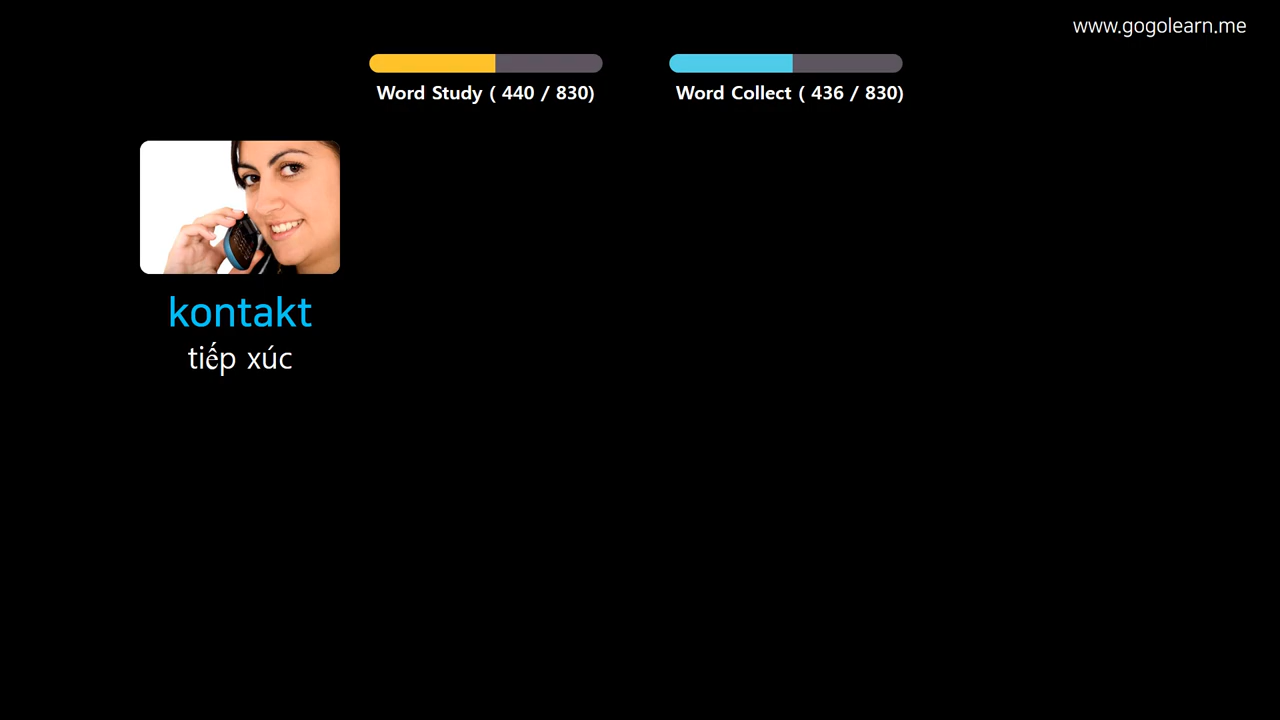 www.gogolearn.me
Word Study ( 440 / 830)
Word Collect ( 436 / 830)
kontakt
tiếp xúc